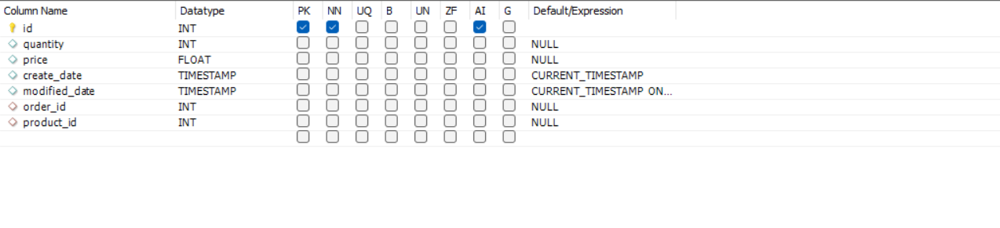 Column Name Datatype PK NN UQ B UN ZF AI G Default/Expression
id INT
quantity INT NULL
price FLOAT NULL
create_date TIMESTAMP CURRENT_TIMESTAMP
modified_date TIMESTAMP CURRENT_TIMESTAMP ON...
order_id INT NULL
product_id INT NULL